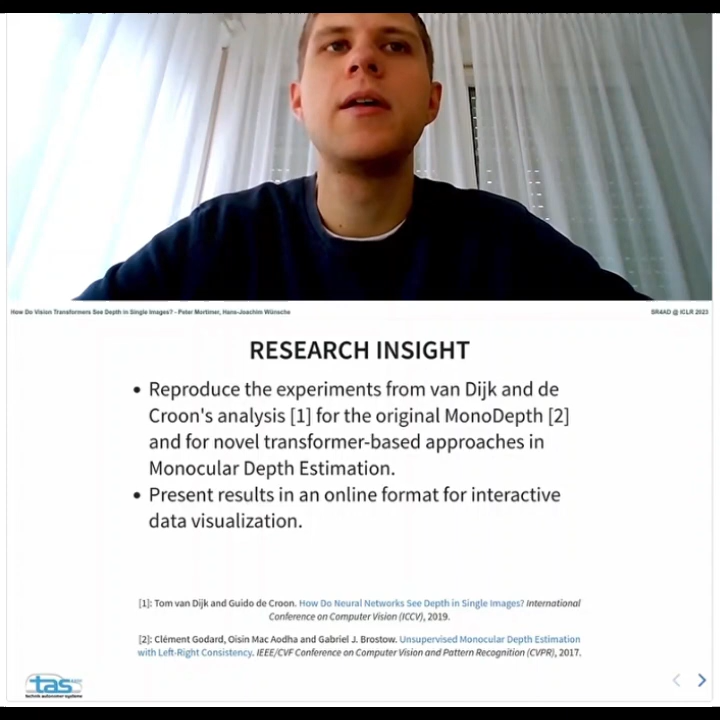 How Do Vision Transformers See Depth in Single Images? - Peter Mortimer, Hans-Joachim Wünsche
SR4AD @ ICLR 2023
RESEARCH INSIGHT
• Reproduce the experiments from van Dijk and de
Croon's analysis [1] for the original MonoDepth [2]
and for novel transformer-based approaches in
Monocular Depth Estimation.
• Present results in an online format for interactive
data visualization.
[1]: Tom van Dijk and Guido de Croon. How Do Neural Networks See Depth in Single Images? International
Conference on Computer Vision (ICCV), 2019.
[2]: Clément Godard, Oisin Mac Aodha and Gabriel J. Brostow. Unsupervised Monocular Depth Estimation
with Left-Right Consistency. IEEE/CVF Conference on Computer Vision and Pattern Recognition (CVPR), 2017.
tas
technik autonomer systeme